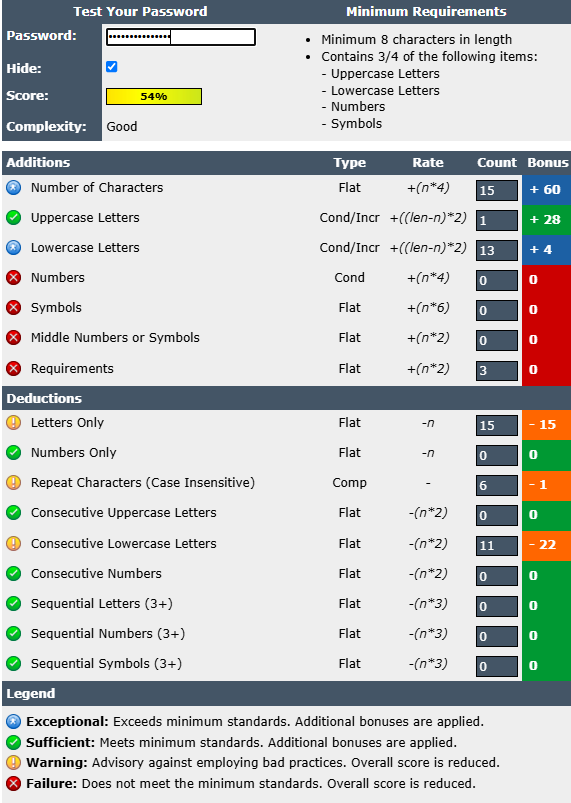 Test Your Password Minimum Requirements
Password: •••••••••••••••
• Minimum 8 characters in length
• Contains 3/4 of the following items:
- Uppercase Letters
- Lowercase Letters
- Numbers
- Symbols
Hide:
Score: 54%
Complexity: Good
Additions Type Rate Count Bonus
Number of Characters Flat +(n*4) 15 + 60
Uppercase Letters Cond/Incr +((len-n)*2) 1 + 28
Lowercase Letters Cond/Incr +((len-n)*2) 13 + 4
Numbers Cond +(n*4) 0 0
Symbols Flat +(n*6) 0 0
Middle Numbers or Symbols Flat +(n*2) 0 0
Requirements Flat +(n*2) 3 0
Deductions
Letters Only Flat -n 15 - 15
Numbers Only Flat -n 0 0
Repeat Characters (Case Insensitive) Comp - 6 - 1
Consecutive Uppercase Letters Flat -(n*2) 0 0
Consecutive Lowercase Letters Flat -(n*2) 11 - 22
Consecutive Numbers Flat -(n*2) 0 0
Sequential Letters (3+) Flat -(n*3) 0 0
Sequential Numbers (3+) Flat -(n*3) 0 0
Sequential Symbols (3+) Flat -(n*3) 0 0
Legend
Exceptional: Exceeds minimum standards. Additional bonuses are applied.
Sufficient: Meets minimum standards. Additional bonuses are applied.
Warning: Advisory against employing bad practices. Overall score is reduced.
Failure: Does not meet the minimum standards. Overall score is reduced.